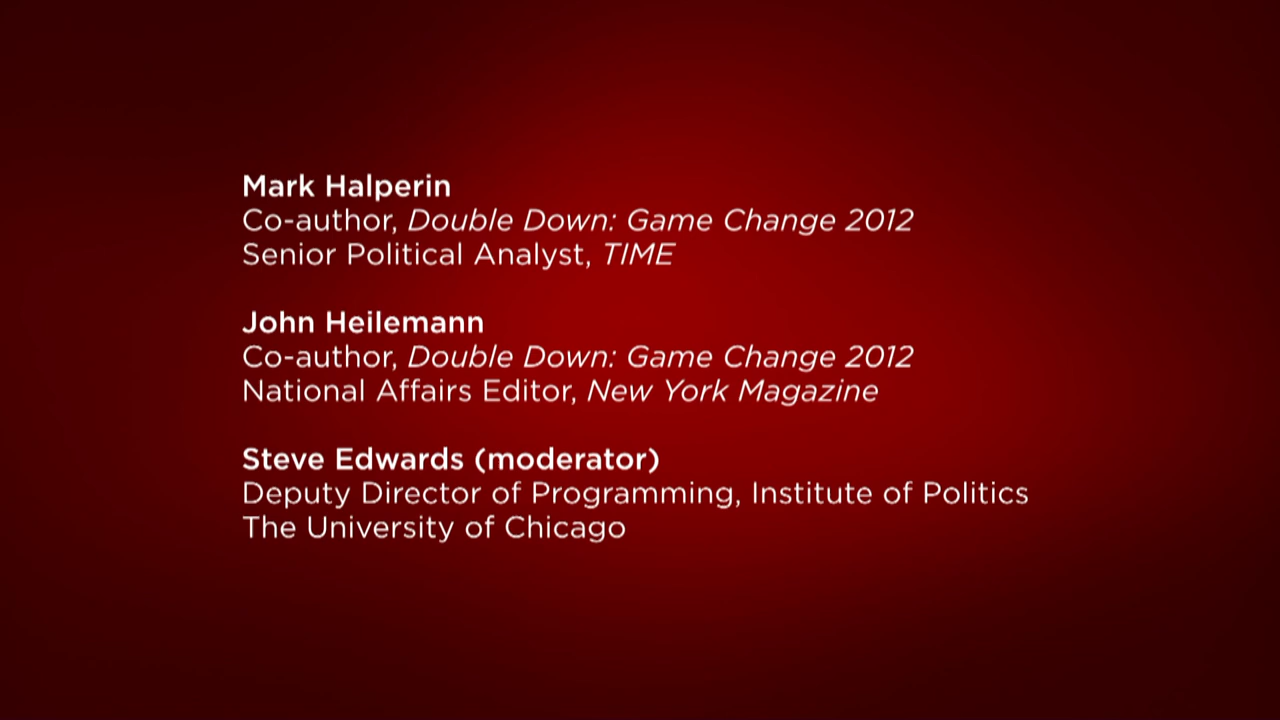 Mark Halperin
Co-author, Double Down: Game Change 2012
Senior Political Analyst, TIME
John Heilemann
Co-author, Double Down: Game Change 2012
National Affairs Editor, New York Magazine
Steve Edwards (moderator)
Deputy Director of Programming, Institute of Politics
The University of Chicago